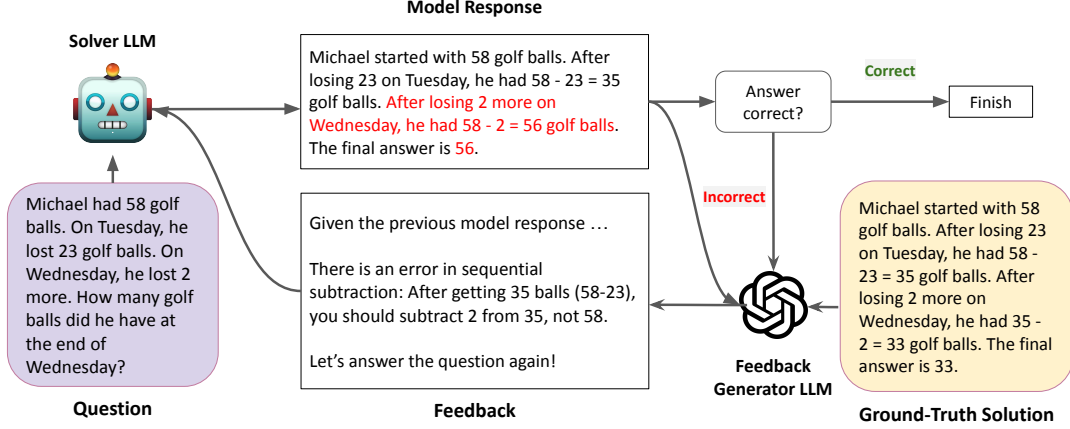 Model Response
Solver LLM
Michael started with 58 golf balls. After
losing 23 on Tuesday, he had 58 - 23 = 35
golf balls. After losing 2 more on
Wednesday, he had 58 - 2 = 56 golf balls.
The final answer is 56.
Answer
correct?
Correct
Finish
Incorrect
Michael had 58 golf
balls. On Tuesday, he
lost 23 golf balls. On
Wednesday, he lost 2
more. How many golf
balls did he have at
the end of
Wednesday?
Question
Given the previous model response …
There is an error in sequential
subtraction: After getting 35 balls (58-23),
you should subtract 2 from 35, not 58.
Let’s answer the question again!
Feedback
Feedback
Generator LLM
Michael started with 58
golf balls. After losing 23
on Tuesday, he had 58 -
23 = 35 golf balls. After
losing 2 more on
Wednesday, he had 35 -
2 = 33 golf balls. The final
answer is 33.
Ground-Truth Solution